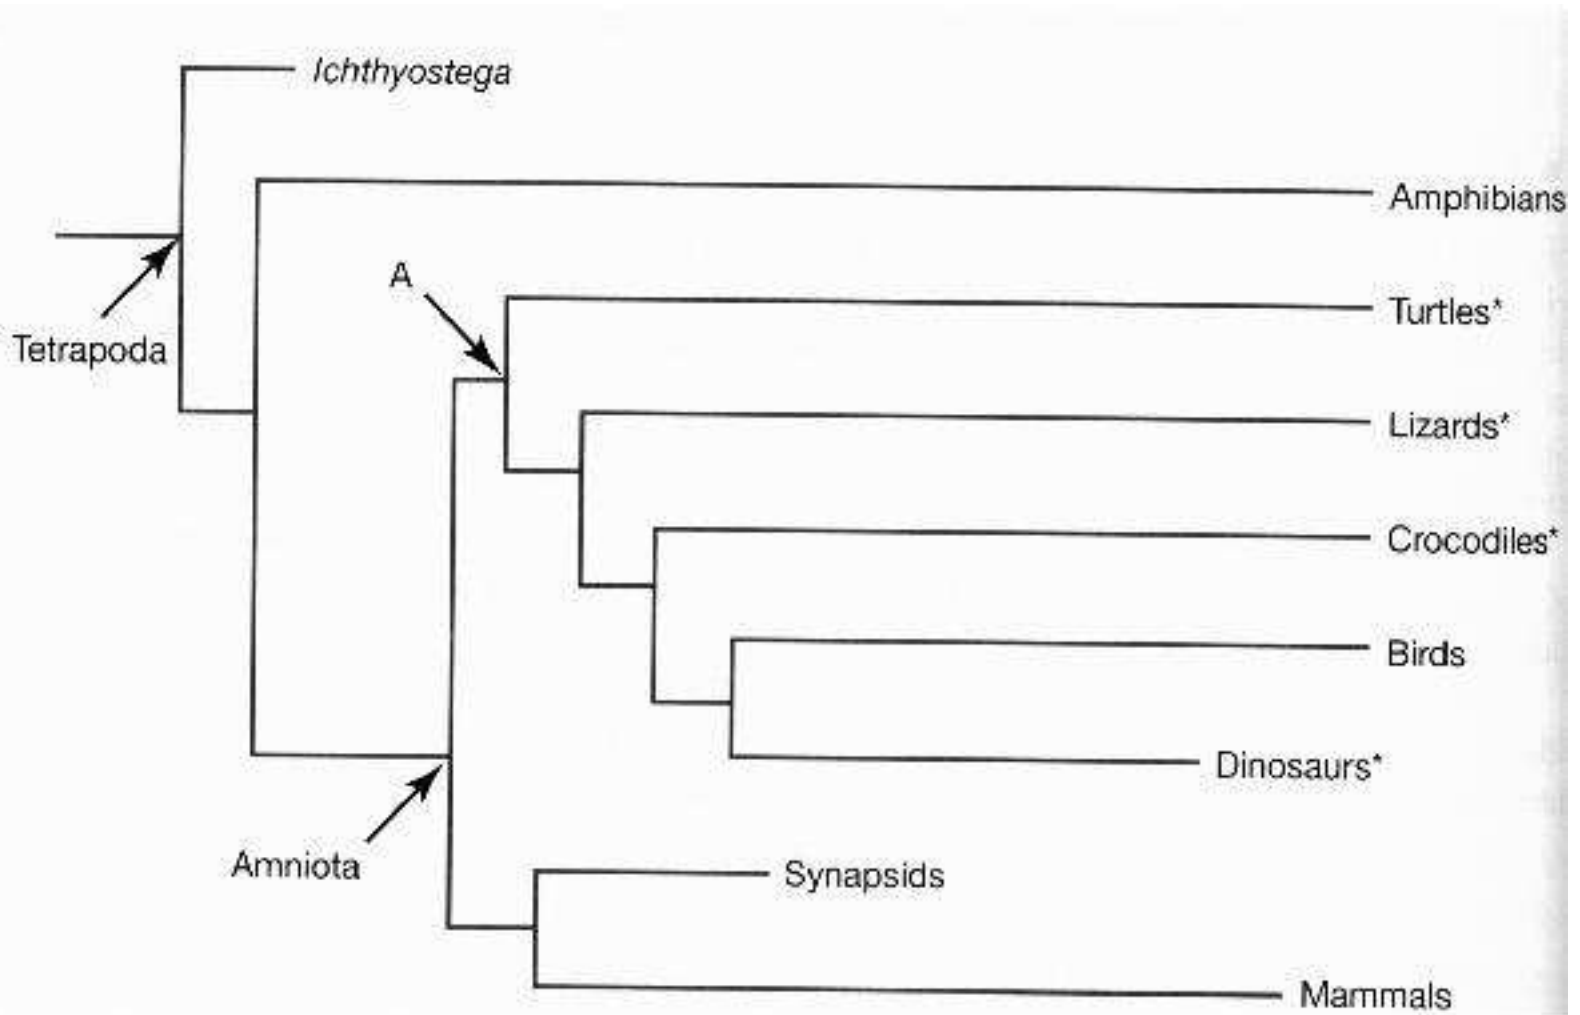 Ichthyostega
Amphibians
A
Turtles*
Tetrapoda
Lizards*
Crocodiles*
Birds
Dinosaurs*
Amniota
Synapsids
Mammals